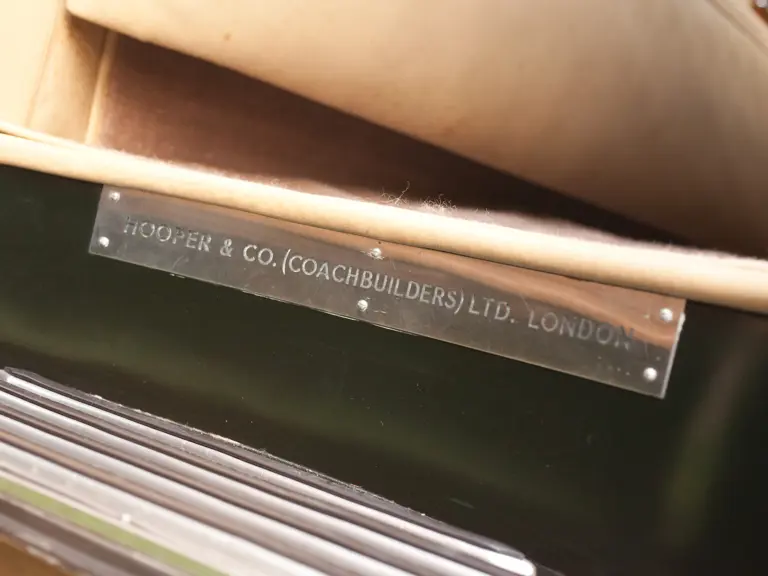 HOOPER & CO. (COACHBUILDERS) LTD. LONDON